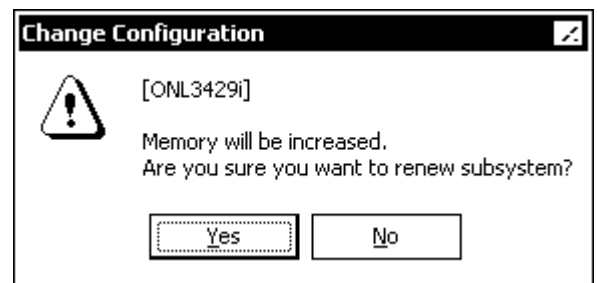 Change Configuration
[ONL3429i]
Memory will be increased.
Are you sure you want to renew subsystem?
Yes
No